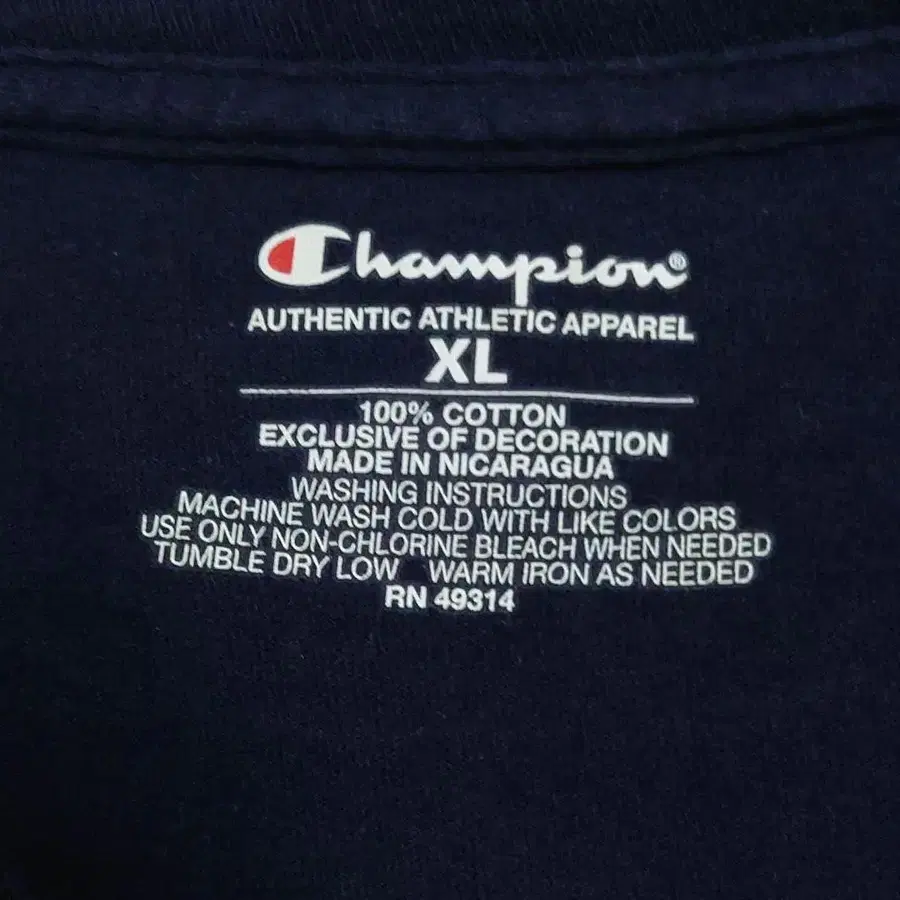 Champion®
AUTHENTIC ATHLETIC APPAREL
XL
100% COTTON
EXCLUSIVE OF DECORATION
MADE IN NICARAGUA
WASHING INSTRUCTIONS
MACHINE WASH COLD WITH LIKE COLORS
USE ONLY NON-CHLORINE BLEACH WHEN NEEDED
TUMBLE DRY LOW WARM IRON AS NEEDED
RN 49314